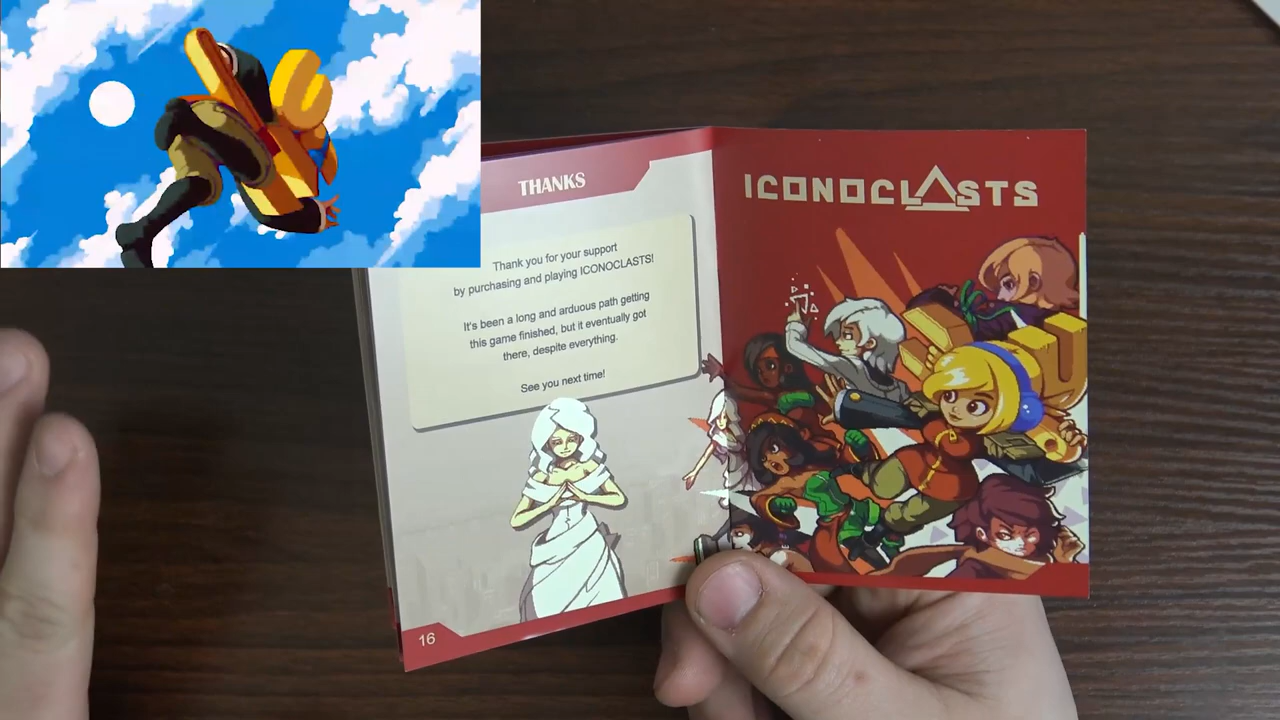 THANKS
Thank you for your support
by purchasing and playing ICONOCLASTS!
It's been a long and arduous path getting
this game finished, but it eventually got
there, despite everything.
See you next time!
16
ICONOCLASTS